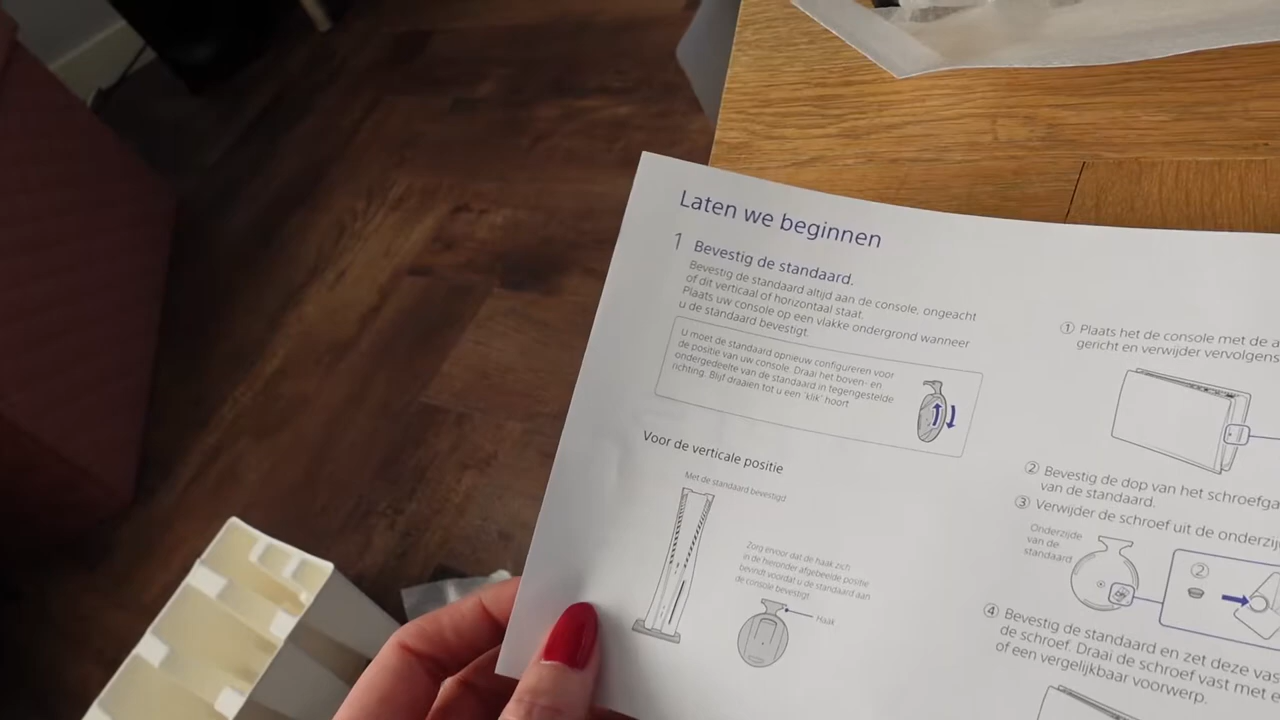 Laten we beginnen
1 Bevestig de standaard.
Bevestig de standaard altijd aan de console, ongeacht
of dit verticaal of horizontaal staat.
Plaats uw console op een vlakke ondergrond wanneer
u de standaard bevestigt.
U moet de standaard opnieuw configureren voor
de positie van uw console. Draai het boven- en
ondergedeelte van de standaard in tegengestelde
richting. Blijf draaien tot u een 'klik' hoort
Voor de verticale positie
Met de standaard bevestigd
Zorg ervoor dat de haak zich
in de hieronder afgebeelde positie
bevindt voordat u de standaard aan
de console bevestigt.
Haak
① Plaats het de console met de a
gericht en verwijder vervolgens
② Bevestig de dop van het schroefga
van de standaard.
③ Verwijder de schroef uit de onderzij
Onderzijde
van de
standaard
②
④ Bevestig de standaard en zet deze vas
de schroef. Draai de schroef vast met e
of een vergelijkbaar voorwerp.